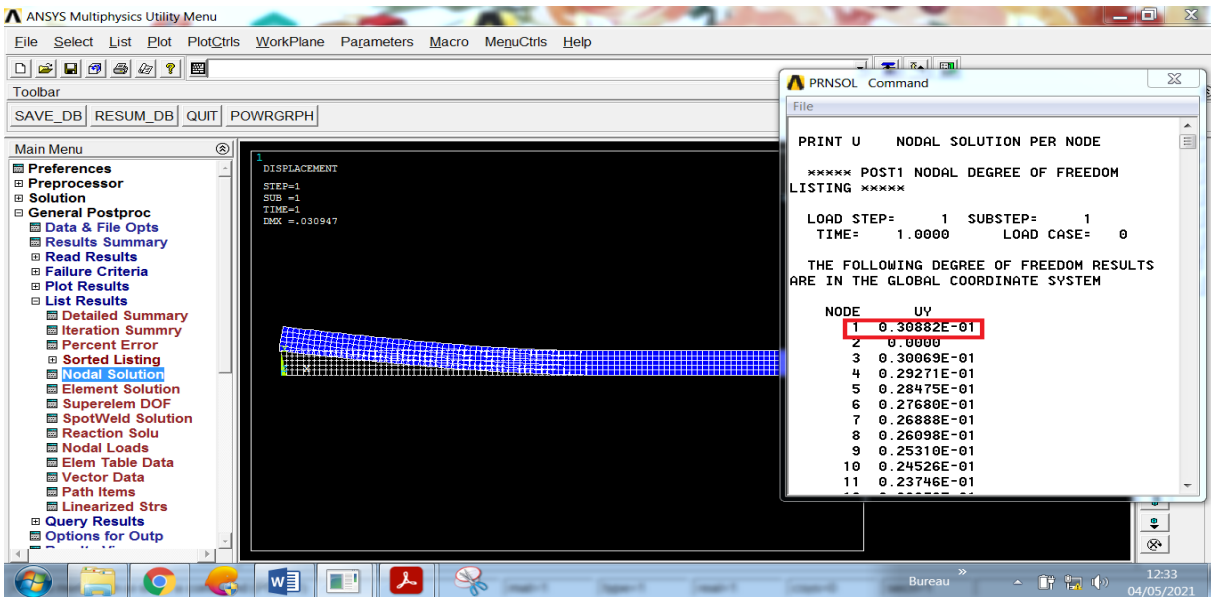 ANSYS Multiphysics Utility Menu
File Select List Plot PlotCtrls WorkPlane Parameters Macro MenuCtrls Help
Toolbar
SAVE_DB RESUM_DB QUIT POWRGRPH
Main Menu
Preferences
Preprocessor
Solution
General Postproc
Data & File Opts
Results Summary
Read Results
Failure Criteria
Plot Results
List Results
Detailed Summary
Iteration Summry
Percent Error
Sorted Listing
Nodal Solution
Element Solution
Superelem DOF
SpotWeld Solution
Reaction Solu
Nodal Loads
Elem Table Data
Vector Data
Path Items
Linearized Strs
Query Results
Options for Outp
1
DISPLACEMENT
STEP=1
SUB =1
TIME=1
DMX =.030947
X
PRNSOL Command
File
PRINT U NODAL SOLUTION PER NODE
***** POST1 NODAL DEGREE OF FREEDOM
LISTING *****
LOAD STEP= 1 SUBSTEP= 1
TIME= 1.0000 LOAD CASE= 0
THE FOLLOWING DEGREE OF FREEDOM RESULTS
ARE IN THE GLOBAL COORDINATE SYSTEM
NODE UY
1 0.30882E-01
2 0.0000
3 0.30069E-01
4 0.29271E-01
5 0.28475E-01
6 0.27680E-01
7 0.26888E-01
8 0.26098E-01
9 0.25310E-01
10 0.24526E-01
11 0.23746E-01
Bureau
12:33
04/05/2021